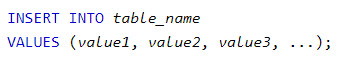 INSERT INTO table_name
VALUES (value1, value2, value3, ...);